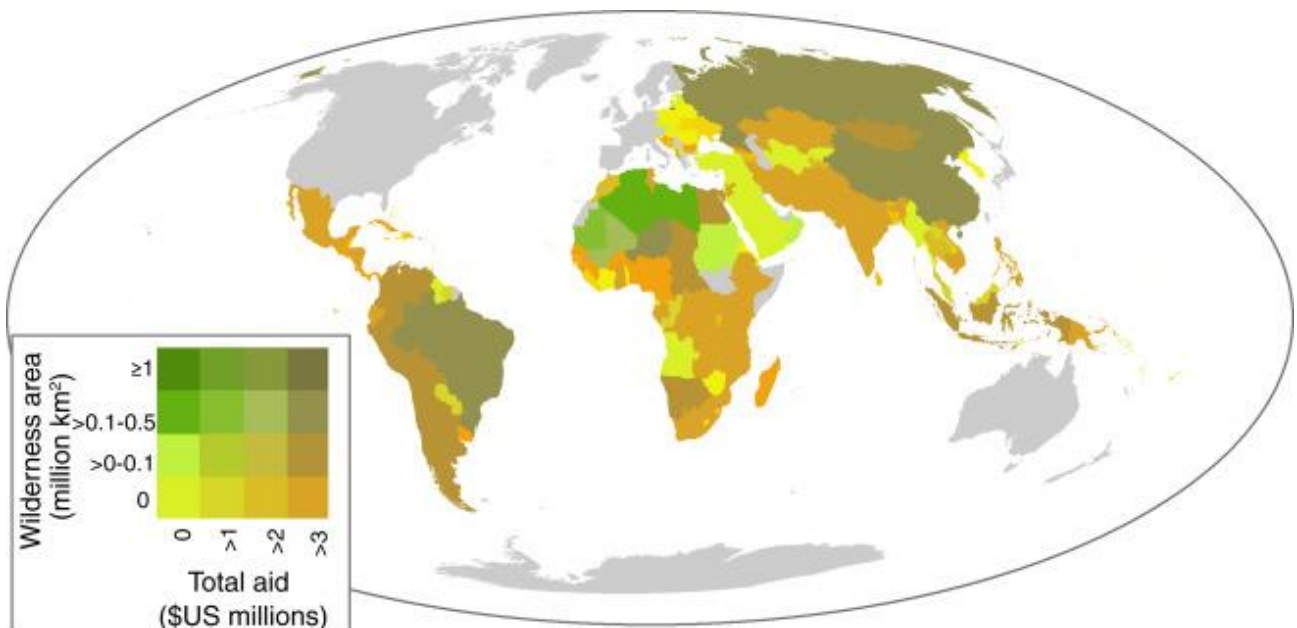 Wilderness area
(million km²)
≥1
>0.1-0.5
>0-0.1
0
0
>1
>2
>3
Total aid
($US millions)